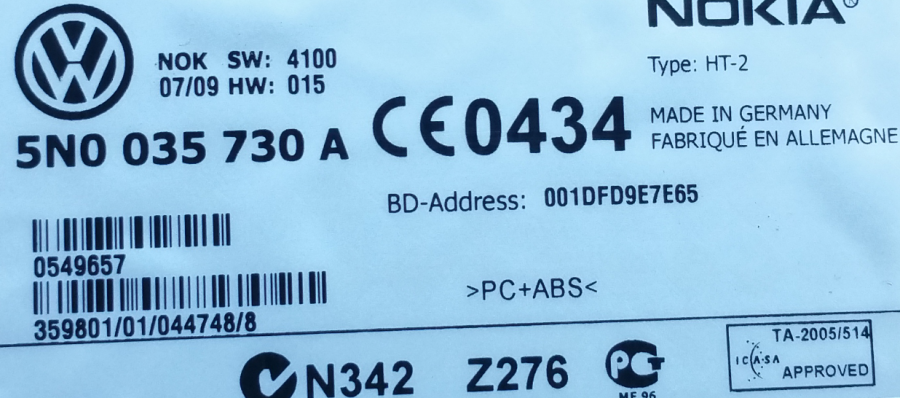 NOKIA®
NOK SW: 4100
07/09 HW: 015
Type: HT-2
5N0 035 730 A
CE0434
MADE IN GERMANY
FABRIQUÉ EN ALLEMAGNE
BD-Address: 001DFD9E7E65
0549657
>PC+ABS<
359801/01/044748/8
N342
Z276
TA-2005/514
ICASA
APPROVED